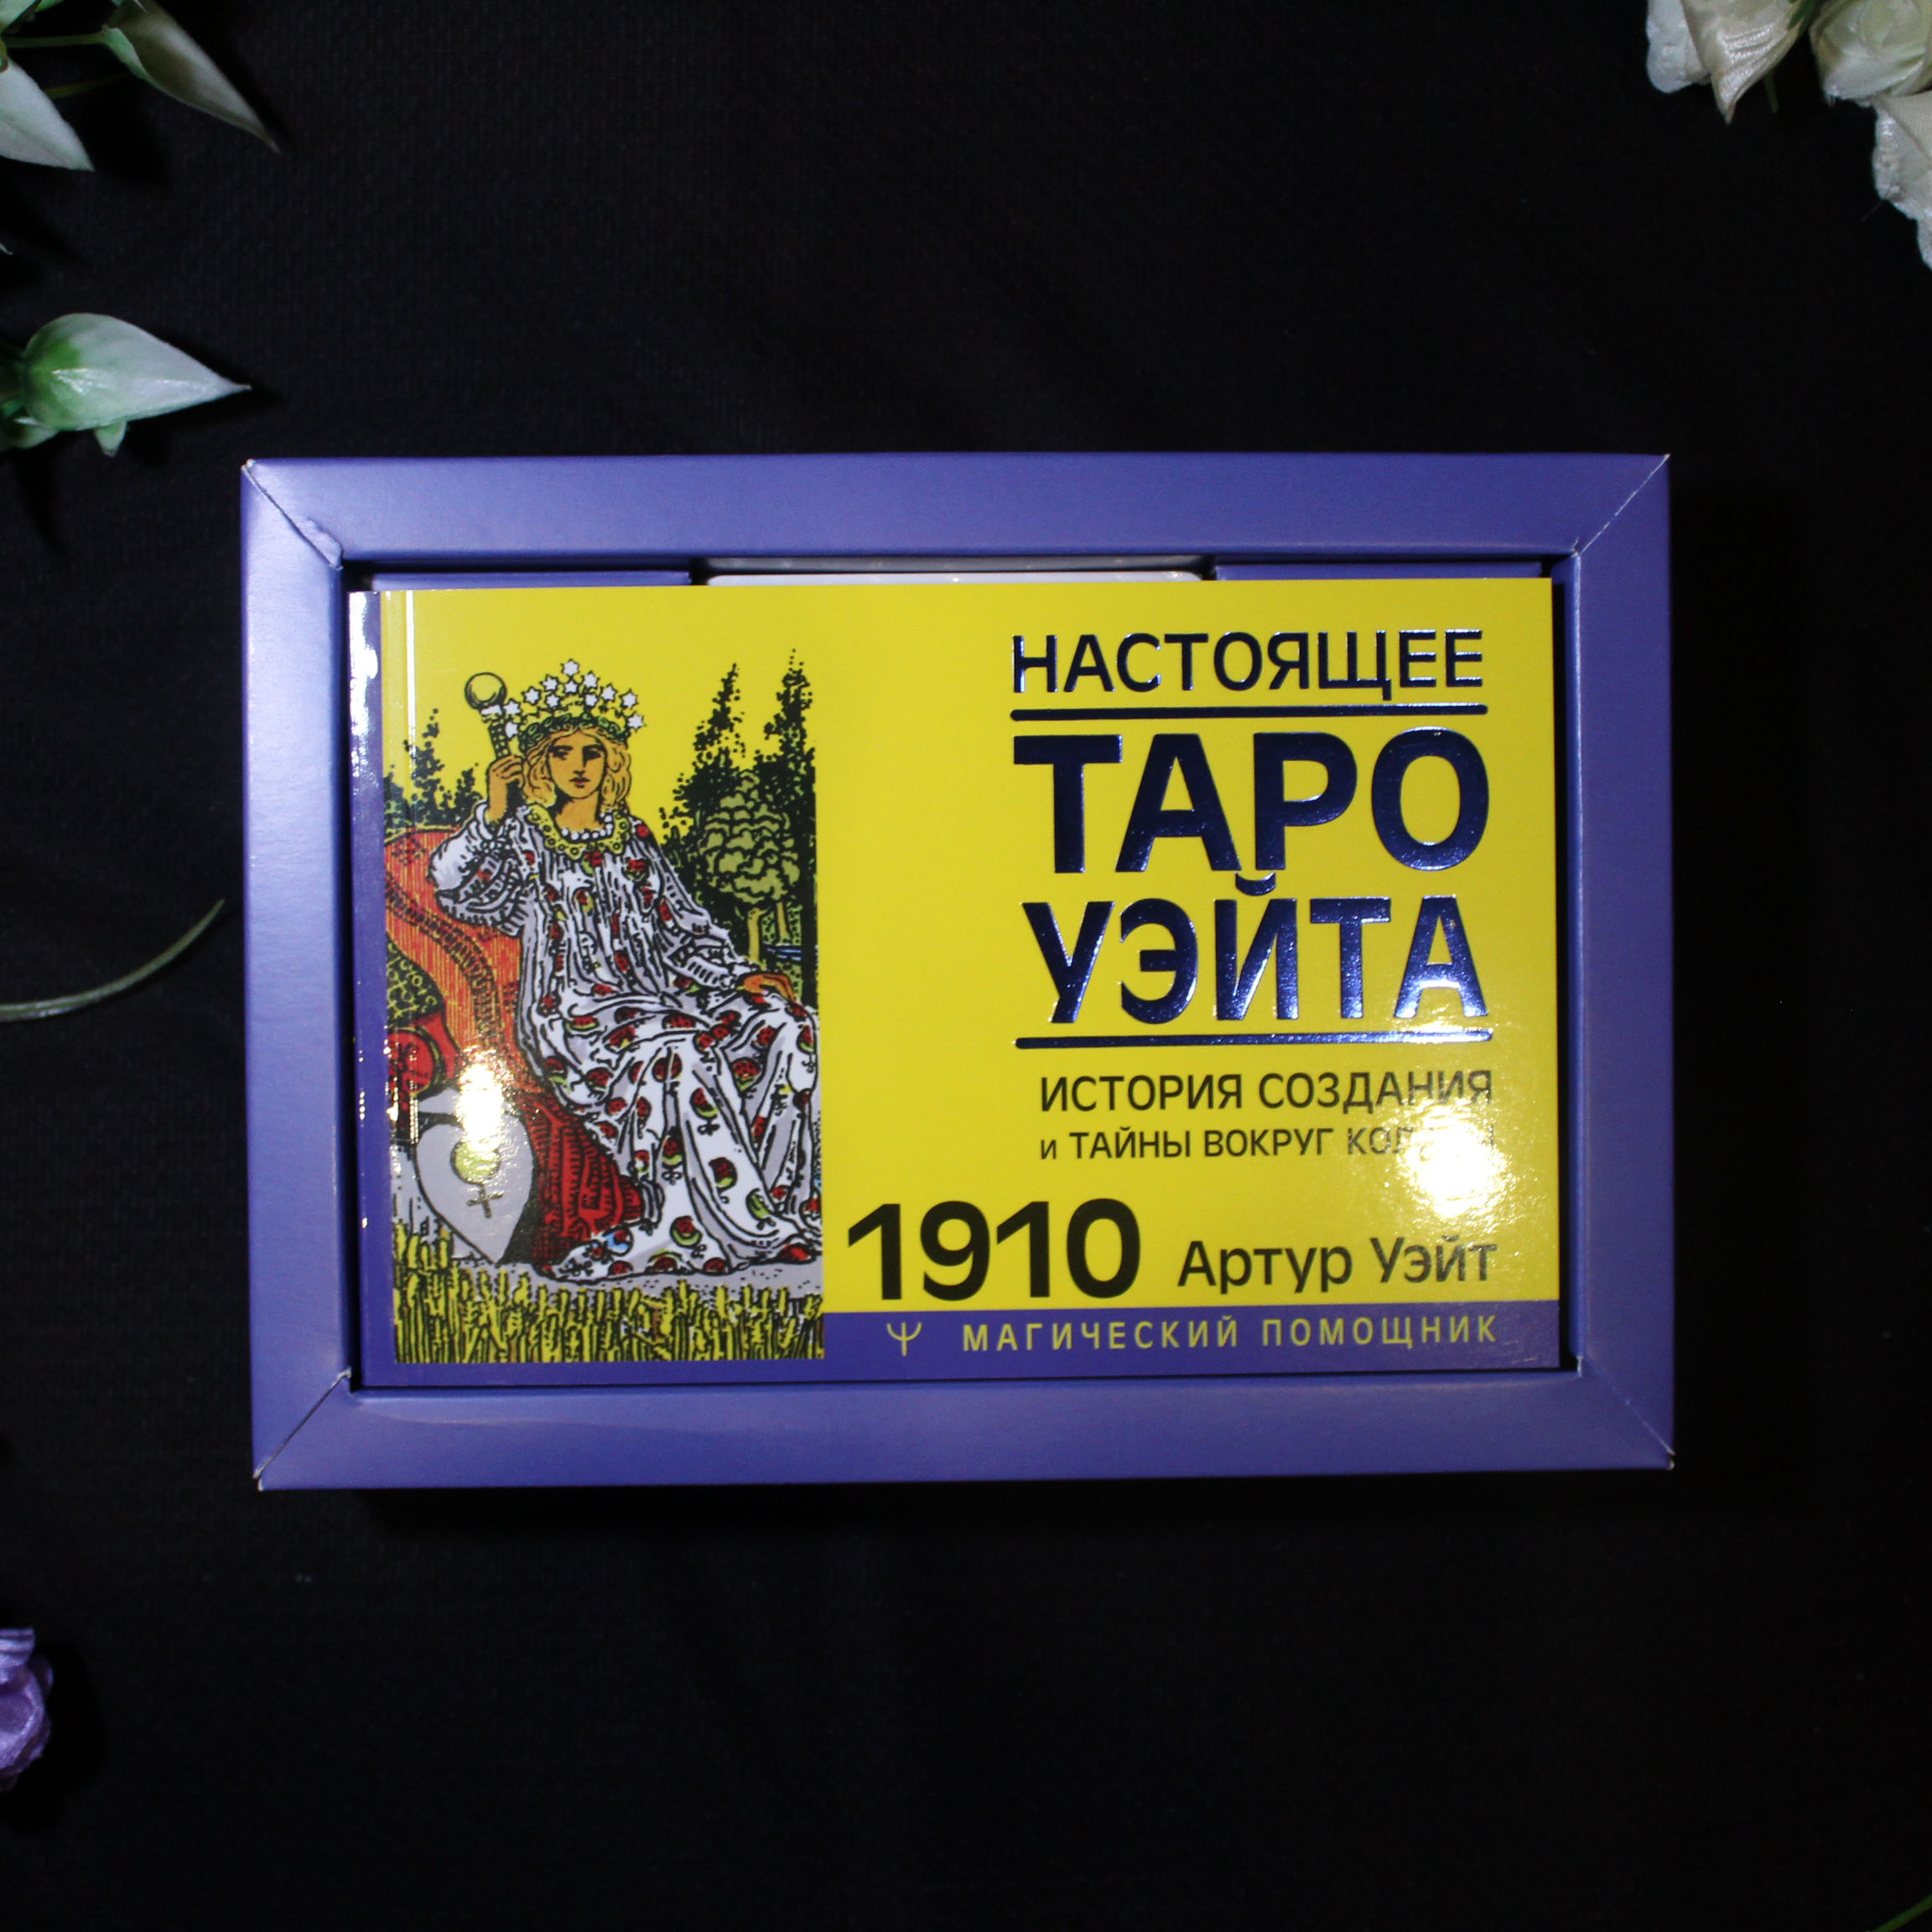 НАСТОЯЩЕЕ
ТАРО
УЭЙТА
ИСТОРИЯ СОЗДАНИЯ
и ТАЙНЫ ВОКРУГ
1910 Артур Уэйт
МАГИЧЕСКИЙ ПОМОЩНИК